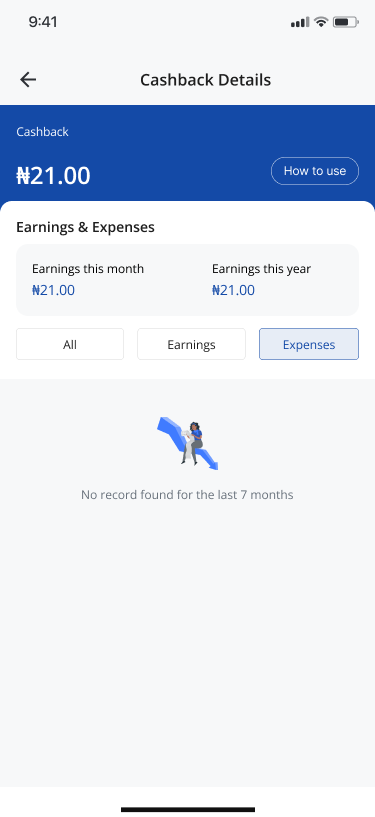 9:41
Cashback Details
Cashback
₦21.00
How to use
Earnings & Expenses
Earnings this month
Earnings this year
₦21.00
₦21.00
All
Earnings
Expenses
No record found for the last 7 months